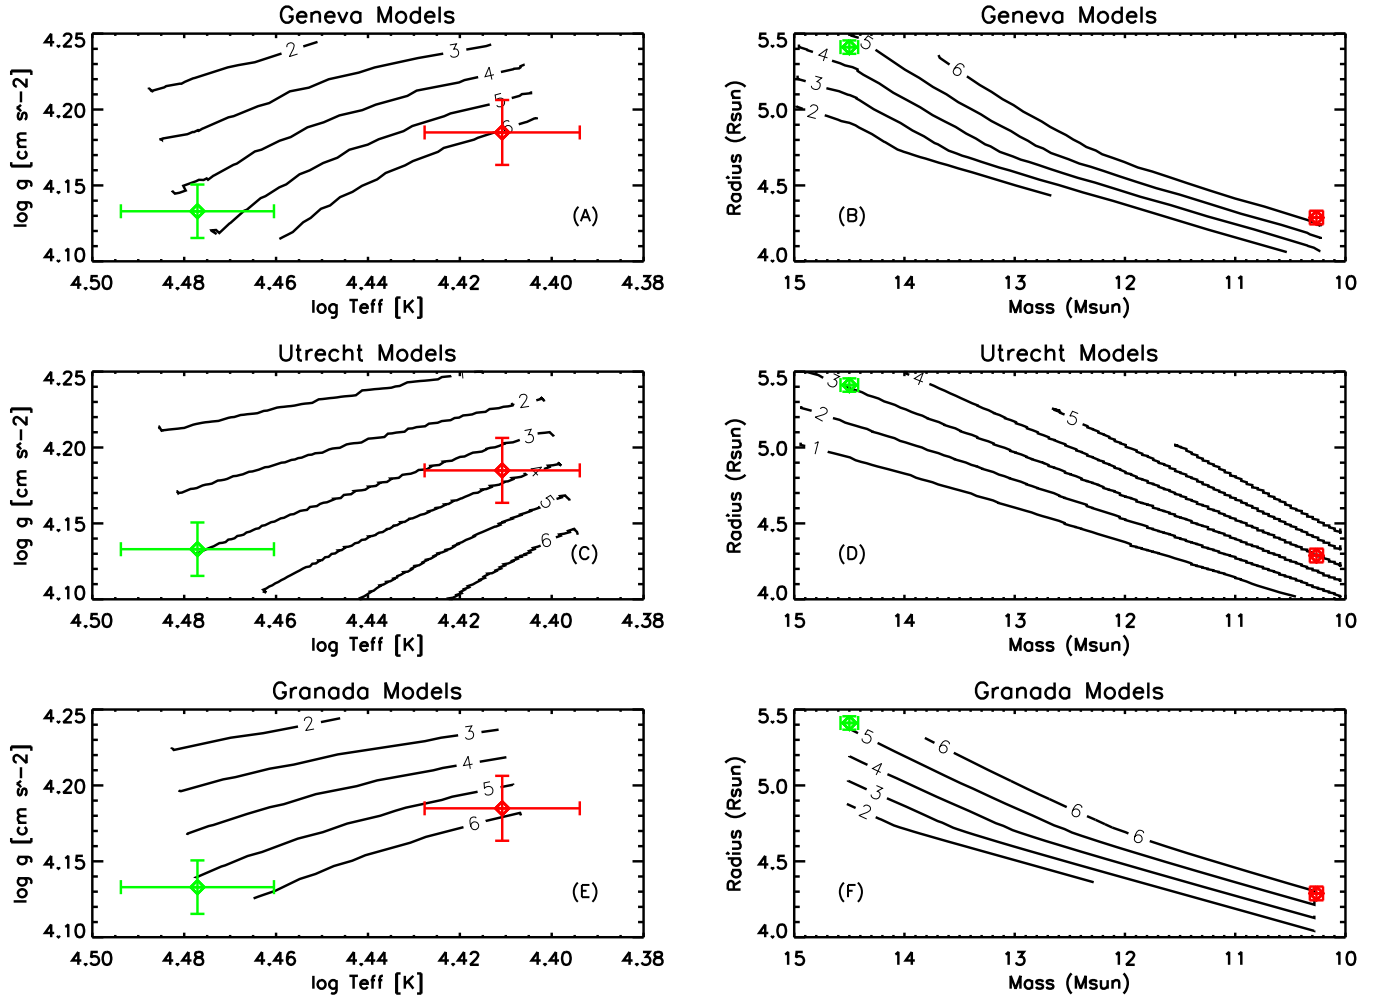 Geneva Models
4.25
4.20
4.15
4.10
log g [cm s^-2]
2
3
4
5
6
(A)
4.50 4.48 4.46 4.44 4.42 4.40 4.38
log Teff [K]
Geneva Models
5.5
5.0
4.5
4.0
Radius (Rsun)
5
4
6
3
2
(B)
15 14 13 12 11 10
Mass (Msun)
Utrecht Models
4.25
4.20
4.15
4.10
log g [cm s^-2]
2
3
4
5
6
(C)
4.50 4.48 4.46 4.44 4.42 4.40 4.38
log Teff [K]
Utrecht Models
5.5
5.0
4.5
4.0
Radius (Rsun)
3
4
2
5
1
(D)
15 14 13 12 11 10
Mass (Msun)
Granada Models
4.25
4.20
4.15
4.10
log g [cm s^-2]
2
3
4
5
6
(E)
4.50 4.48 4.46 4.44 4.42 4.40 4.38
log Teff [K]
Granada Models
5.5
5.0
4.5
4.0
Radius (Rsun)
5
6
4
3
2
6
6
(F)
15 14 13 12 11 10
Mass (Msun)